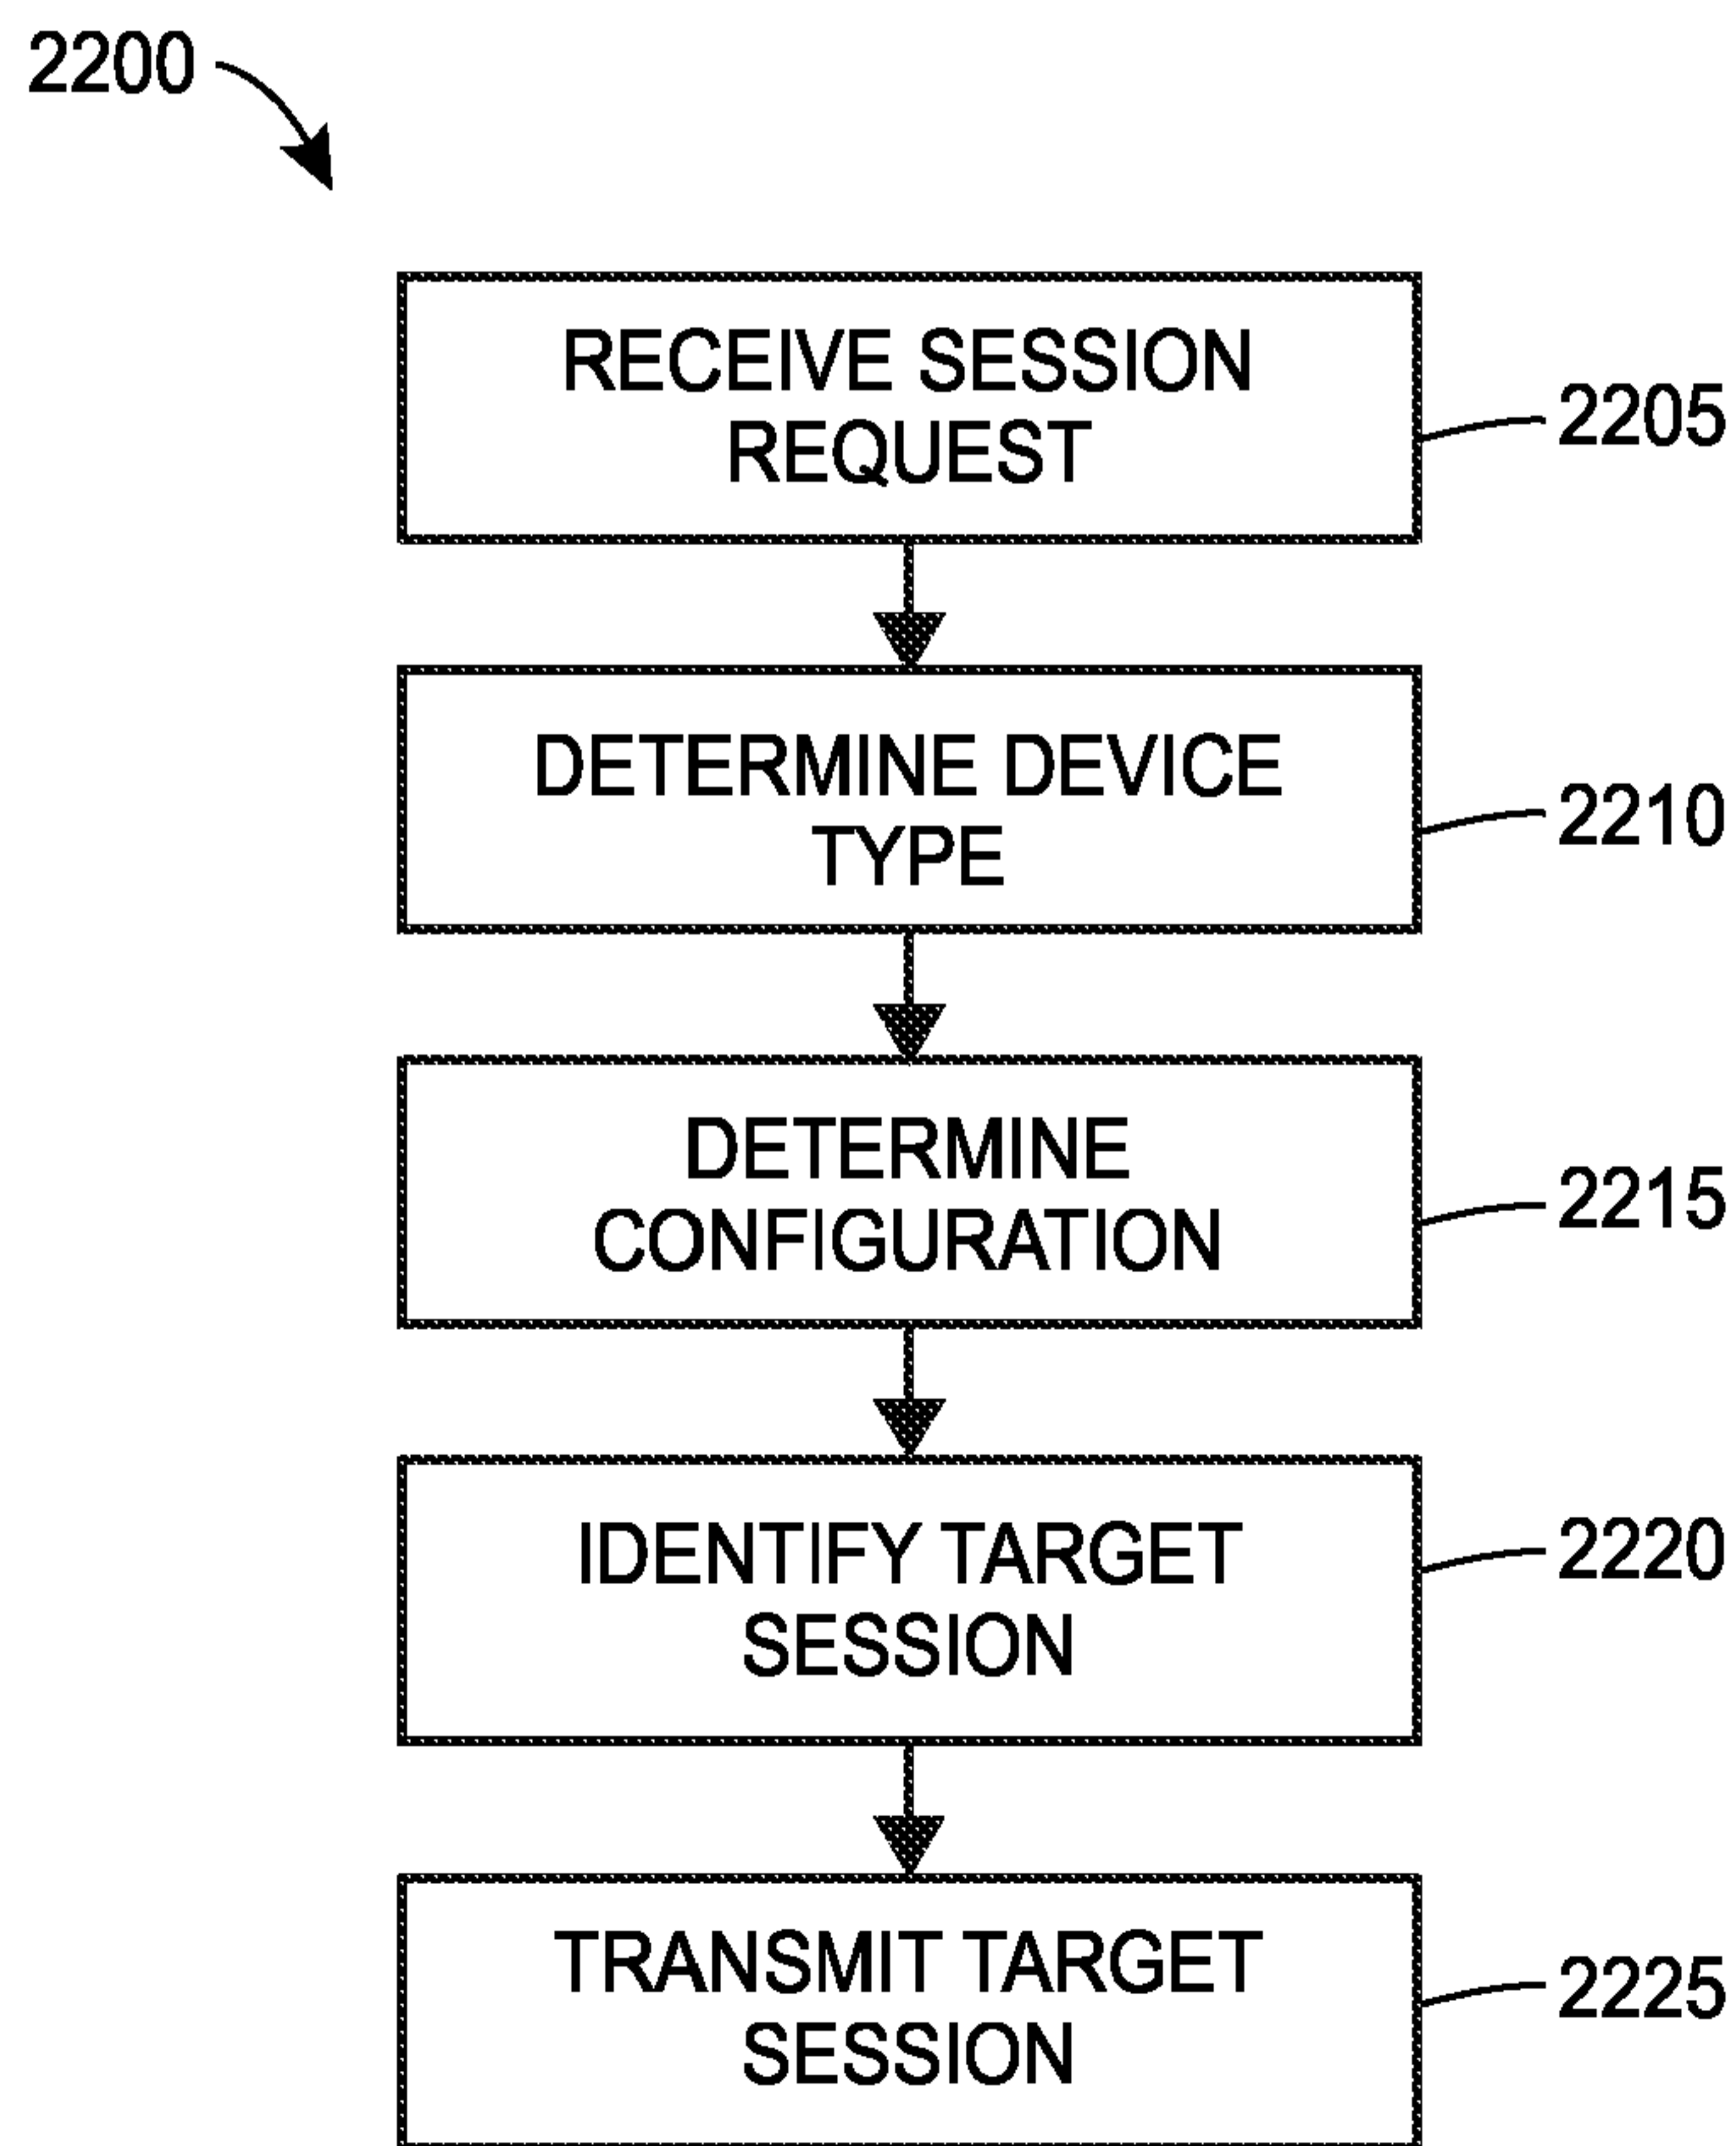 2200
RECEIVE SESSION
REQUEST
2205
DETERMINE DEVICE
TYPE
2210
DETERMINE
CONFIGURATION
2215
IDENTIFY TARGET
SESSION
2220
TRANSMIT TARGET
SESSION
2225